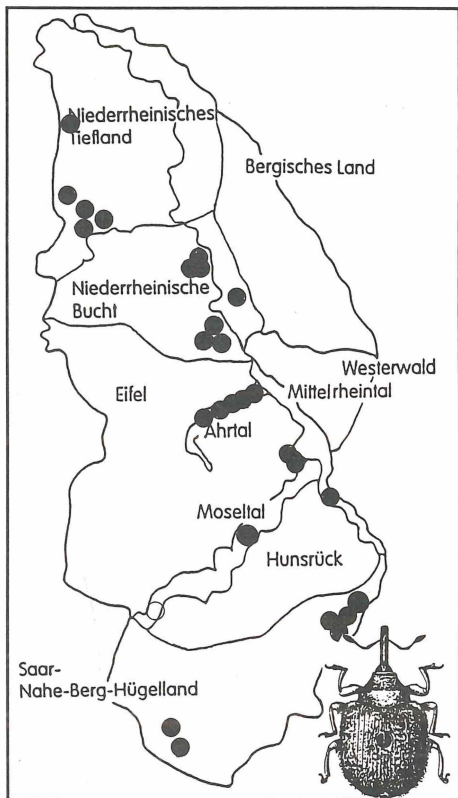 Niederrheinisches
Tiefland
Bergisches Land
Niederrheinische
Bucht
Westerwald
Eifel
Mittelrheintal
Ahrtal
Moseltal
Hunsrück
Saar-
Nahe-Berg-Hügelland